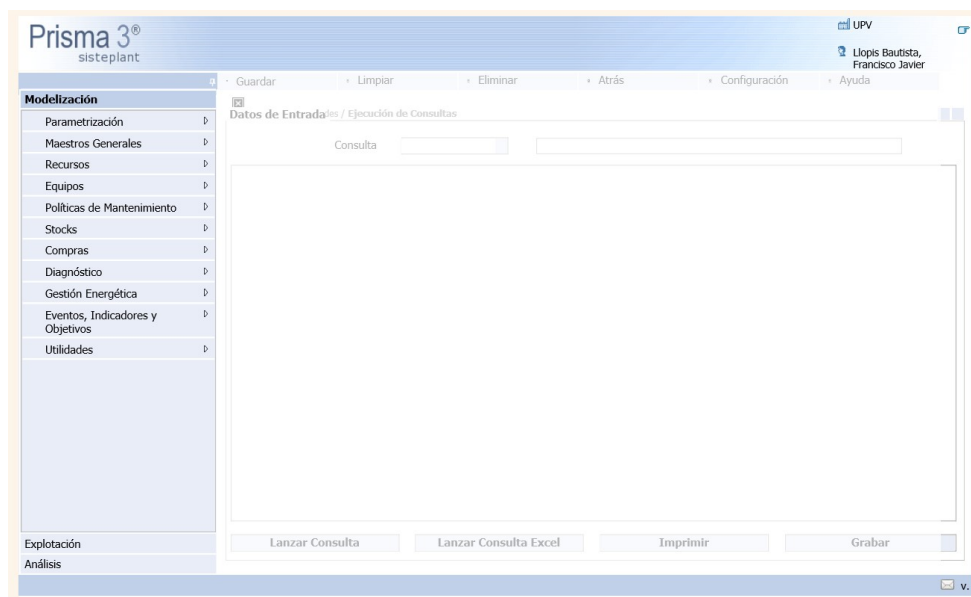 Prisma 3®
sisteplant
UPV
Llopis Bautista,
Francisco Javier
Guardar
Limpiar
Eliminar
Atrás
Configuración
Ayuda
Modelización
Parametrización
Maestros Generales
Recursos
Equipos
Políticas de Mantenimiento
Stocks
Compras
Diagnóstico
Gestión Energética
Eventos, Indicadores y
Objetivos
Utilidades
Explotación
Análisis
Datos de Entrada / Ejecución de Consultas
Consulta
Lanzar Consulta
Lanzar Consulta Excel
Imprimir
Grabar
v.